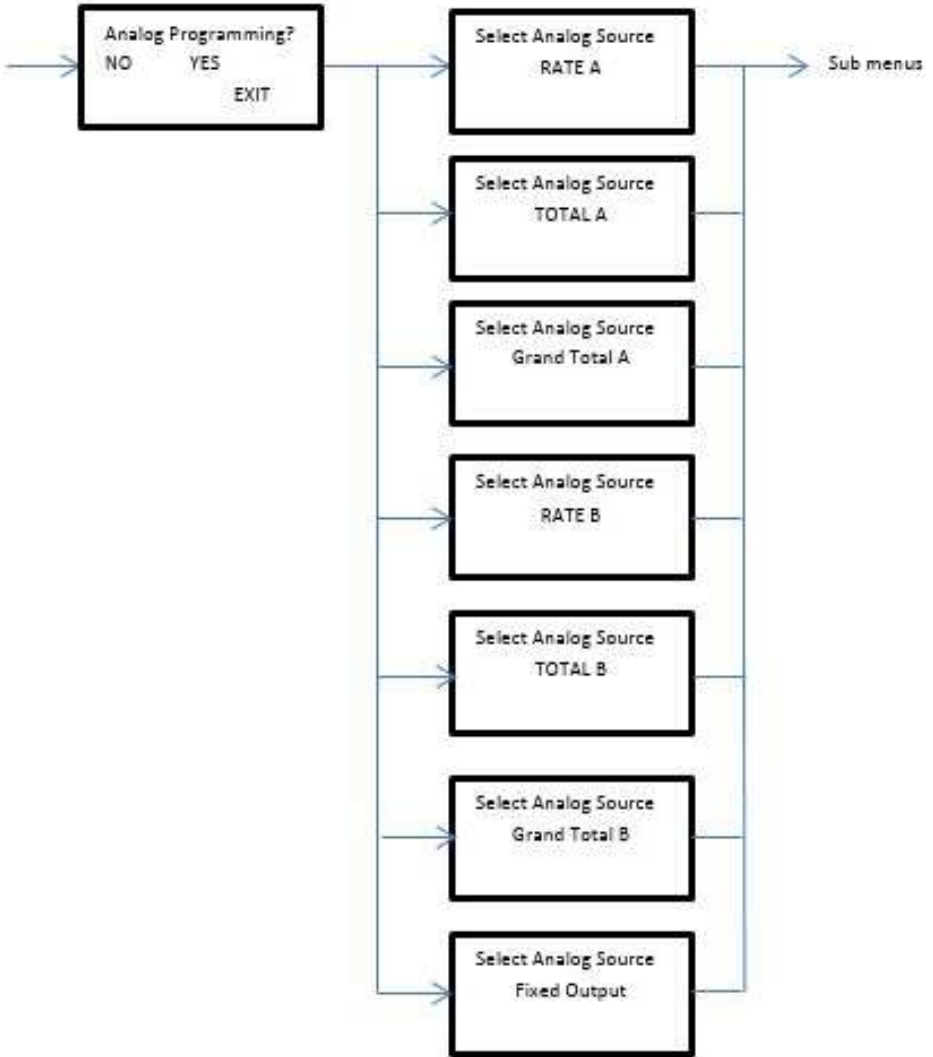 Analog Programming?
NO YES
EXIT
Select Analog Source
RATE A
Sub menus
Select Analog Source
TOTAL A
Select Analog Source
Grand Total A
Select Analog Source
RATE B
Select Analog Source
TOTAL B
Select Analog Source
Grand Total B
Select Analog Source
Fixed Output